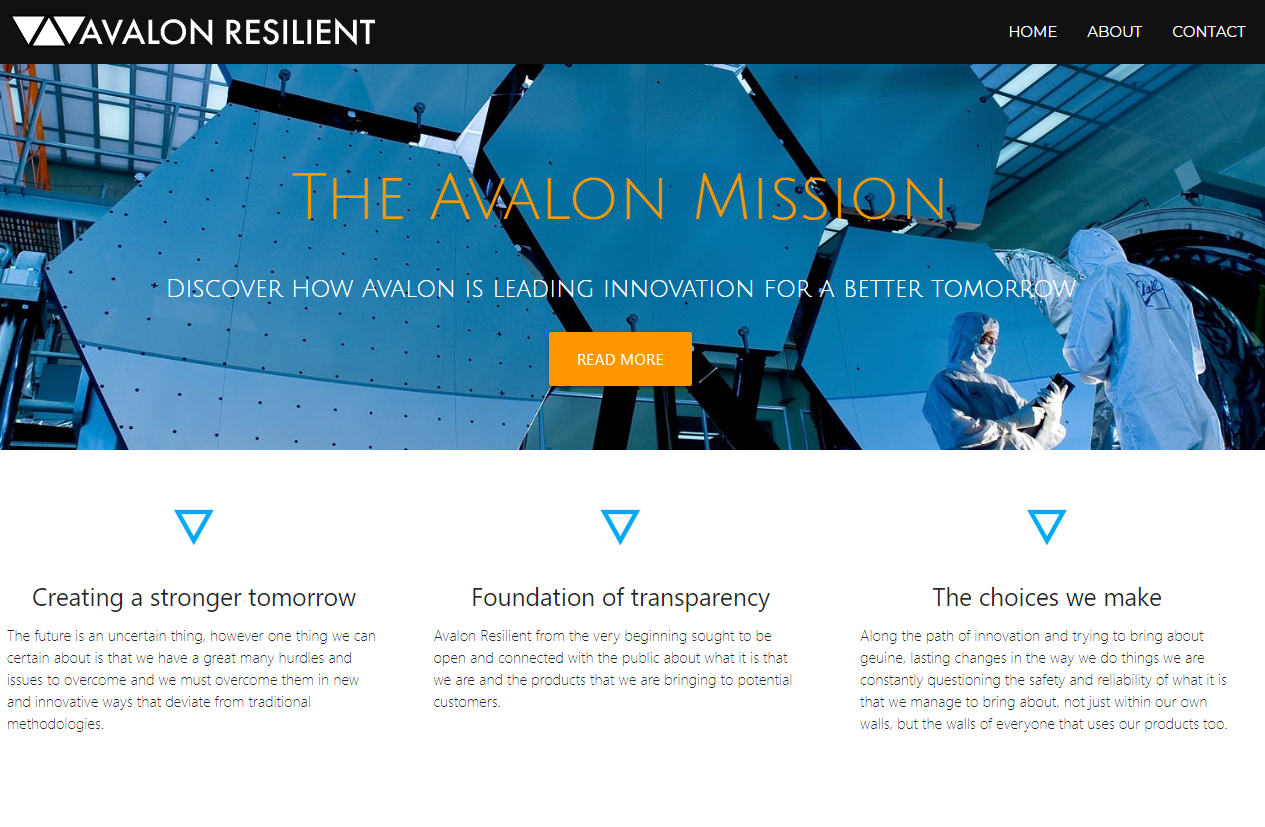 AVALON RESILIENT
HOME ABOUT CONTACT
The Avalon Mission
Discover how Avalon is leading innovation for a better tomorrow
READ MORE
Creating a stronger tomorrow
The future is an uncertain thing, however one thing we can
certain about is that we have a great many hurdles and
issues to overcome and we must overcome them in new
and innovative ways that deviate from traditional
methodologies.
Foundation of transparency
Avalon Resilient from the very beginning sought to be
open and connected with the public about what it is that
we are and the products that we are bringing to potential
customers.
The choices we make
Along the path of innovation and trying to bring about
geuine, lasting changes in the way we do things we are
constantly questioning the safety and reliability of what it is
that we manage to bring about, not just within our own
walls, but the walls of everyone that uses our products too.